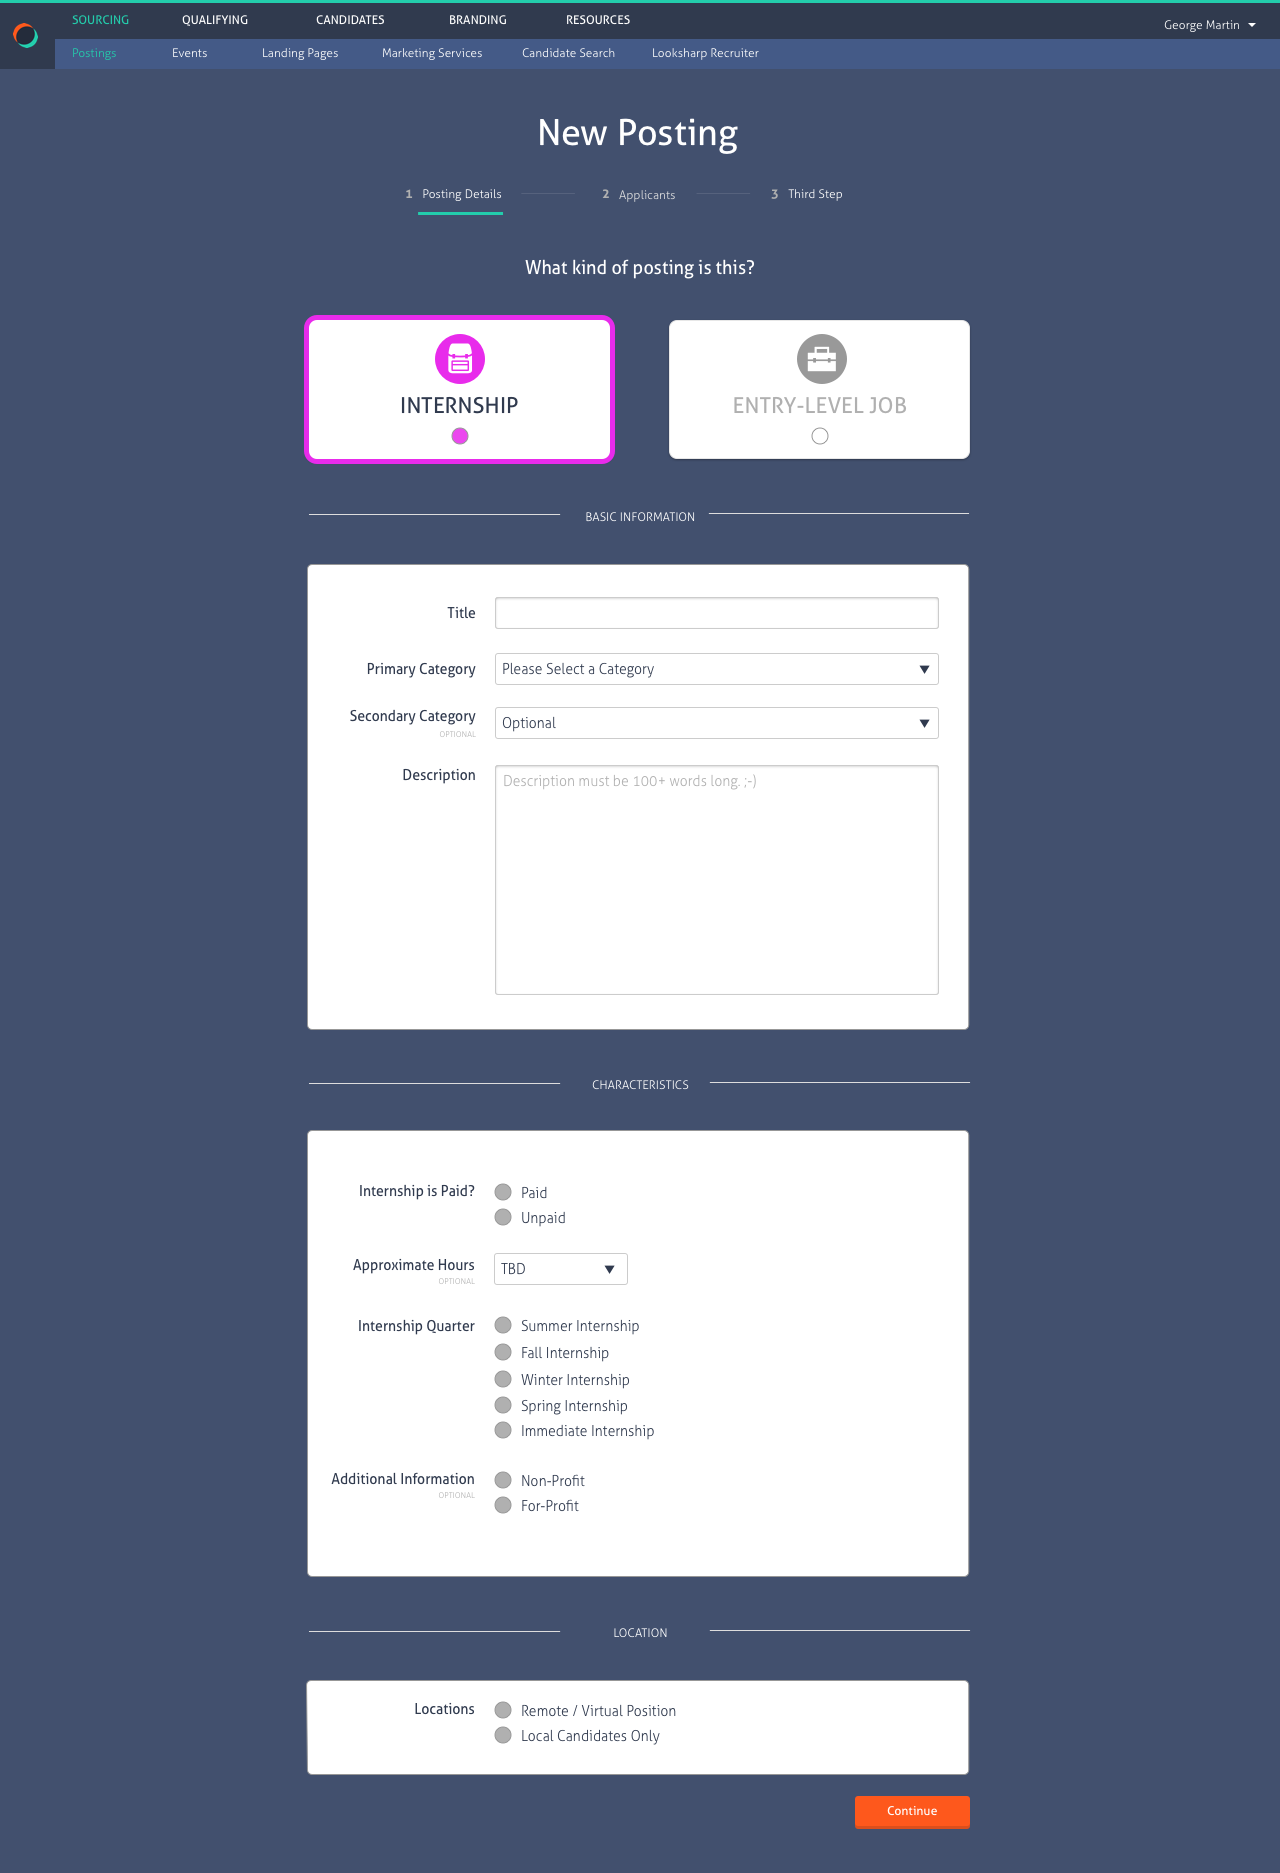 SOURCING QUALIFYING CANDIDATES BRANDING RESOURCES George Martin
Postings Events Landing Pages Marketing Services Candidate Search Looksharp Recruiter
New Posting
1 Posting Details 2 Applicants 3 Third Step
What kind of posting is this?
INTERNSHIP ENTRY-LEVEL JOB
BASIC INFORMATION
Title
Primary Category Please Select a Category
Secondary Category Optional
OPTIONAL
Description Description must be 100+ words long. ;-)
CHARACTERISTICS
Internship is Paid? Paid
Unpaid
Approximate Hours TBD
OPTIONAL
Internship Quarter Summer Internship
Fall Internship
Winter Internship
Spring Internship
Immediate Internship
Additional Information Non-Profit
OPTIONAL
For-Profit
LOCATION
Locations Remote / Virtual Position
Local Candidates Only
Continue